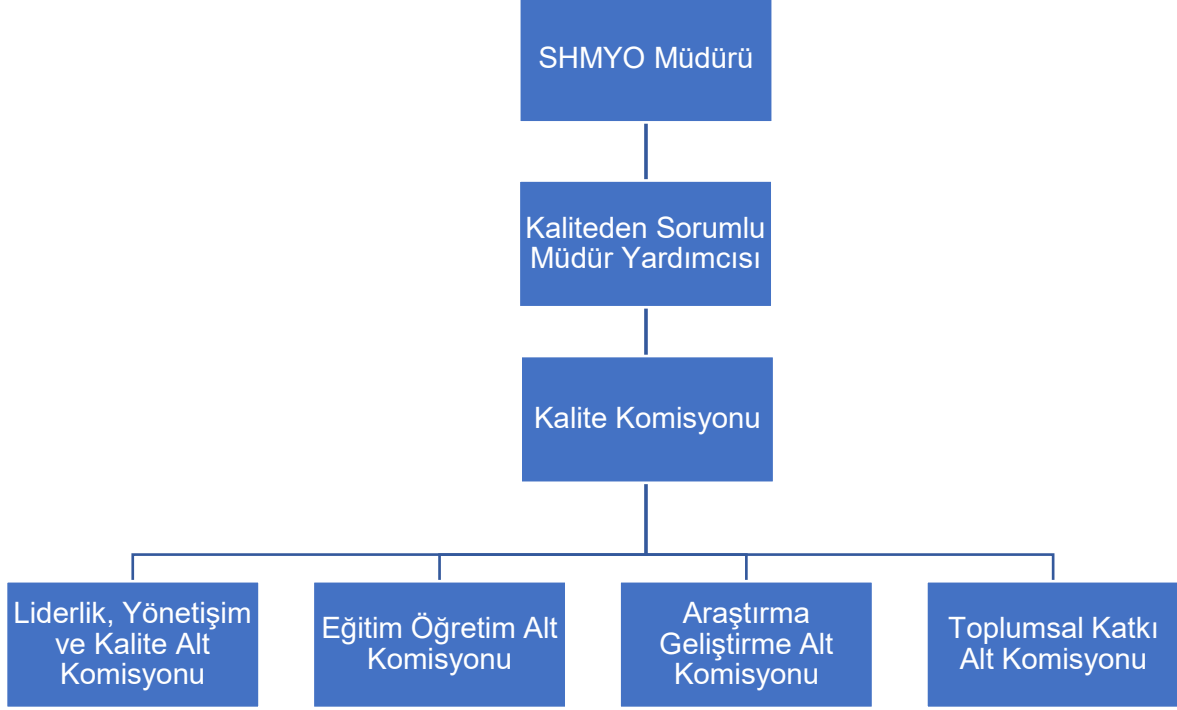 SHMYO Müdürü
Kaliteden Sorumlu
Müdür Yardımcısı
Kalite Komisyonu
Liderlik, Yönetişim
ve Kalite Alt
Komisyonu
Eğitim Öğretim Alt
Komisyonu
Araştırma
Geliştirme Alt
Komisyonu
Toplumsal Katkı
Alt Komisyonu